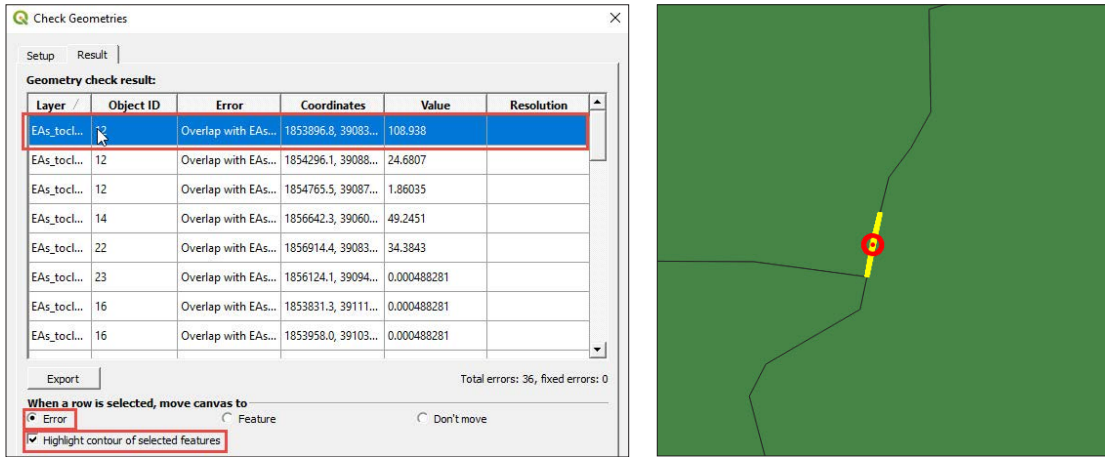 Check Geometries
Setup Result
Geometry check result:
Layer Object ID Error Coordinates Value Resolution
EAs_tocl... 12 Overlap with EAs... 1853896.8, 39083... 108.938
EAs_tocl... 12 Overlap with EAs... 1854296.1, 39088... 24.6807
EAs_tocl... 12 Overlap with EAs... 1854765.5, 39087... 1.86035
EAs_tocl... 14 Overlap with EAs... 1856642.3, 39060... 49.2451
EAs_tocl... 22 Overlap with EAs... 1856914.4, 39083... 34.3843
EAs_tocl... 23 Overlap with EAs... 1856124.1, 39094... 0.000488281
EAs_tocl... 16 Overlap with EAs... 1853831.3, 39111... 0.000488281
EAs_tocl... 16 Overlap with EAs... 1853958.0, 39103... 0.000488281
Export Total errors: 36, fixed errors: 0
When a row is selected, move canvas to
Error Feature Don't move
Highlight contour of selected features